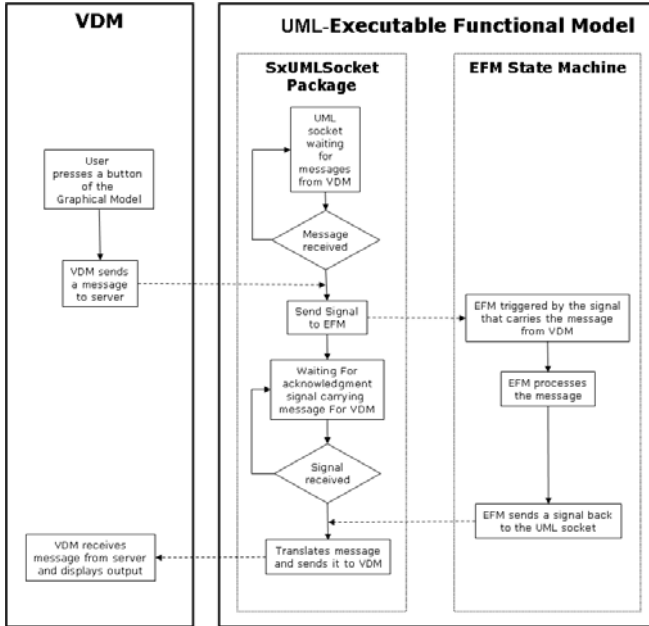 VDM
User
presses a button
of the
Graphical Model
VDM sends
a message
to server
VDM receives
message from server
and displays output
UML-Executable Functional Model
SxUMLSocket
Package
UML
socket
waiting
for
messages
from VDM
Message
received
Send Signal
to EFM
Waiting For
acknowledgment
signal carrying
message For VDM
Signal
received
Translates message
and sends it to VDM
EFM State Machine
EFM triggered by the signal
that carries the message
from VDM
EFM processes
the message
EFM sends a signal back
to the UML socket